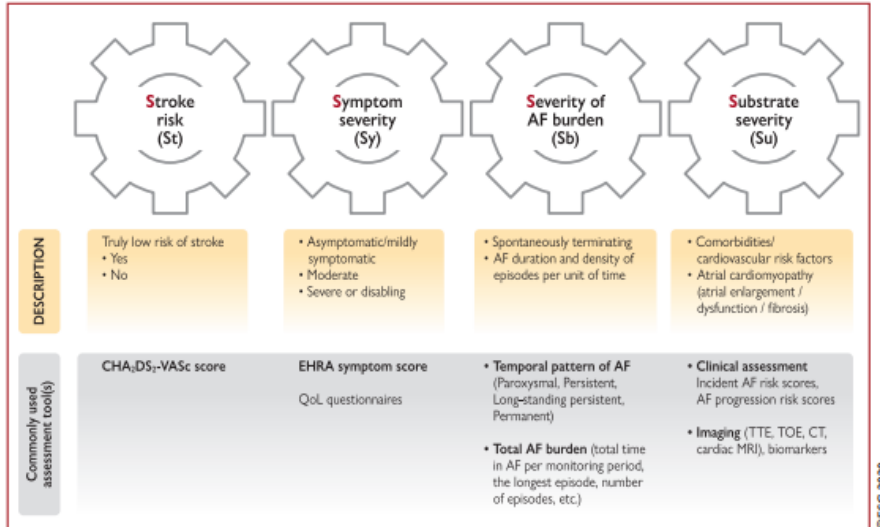 Stroke
risk
(St)
Symptom
severity
(Sy)
Severity of
AF burden
(Sb)
Substrate
severity
(Su)
DESCRIPTION
Truly low risk of stroke
• Yes
• No
• Asymptomatic/mildly
symptomatic
• Moderate
• Severe or disabling
• Spontaneously terminating
• AF duration and density of
episodes per unit of time
• Comorbidities/
cardiovascular risk factors
• Atrial cardiomyopathy
(atrial enlargement /
dysfunction / fibrosis)
Commonly used
assessment tool(s)
CHA₂DS₂-VASc score
EHRA symptom score
QoL questionnaires
• Temporal pattern of AF
(Paroxysmal, Persistent,
Long-standing persistent,
Permanent)
• Total AF burden (total time
in AF per monitoring period,
the longest episode, number
of episodes, etc.)
• Clinical assessment
Incident AF risk scores,
AF progression risk scores
• Imaging (TTE, TOE, CT,
cardiac MRI), biomarkers